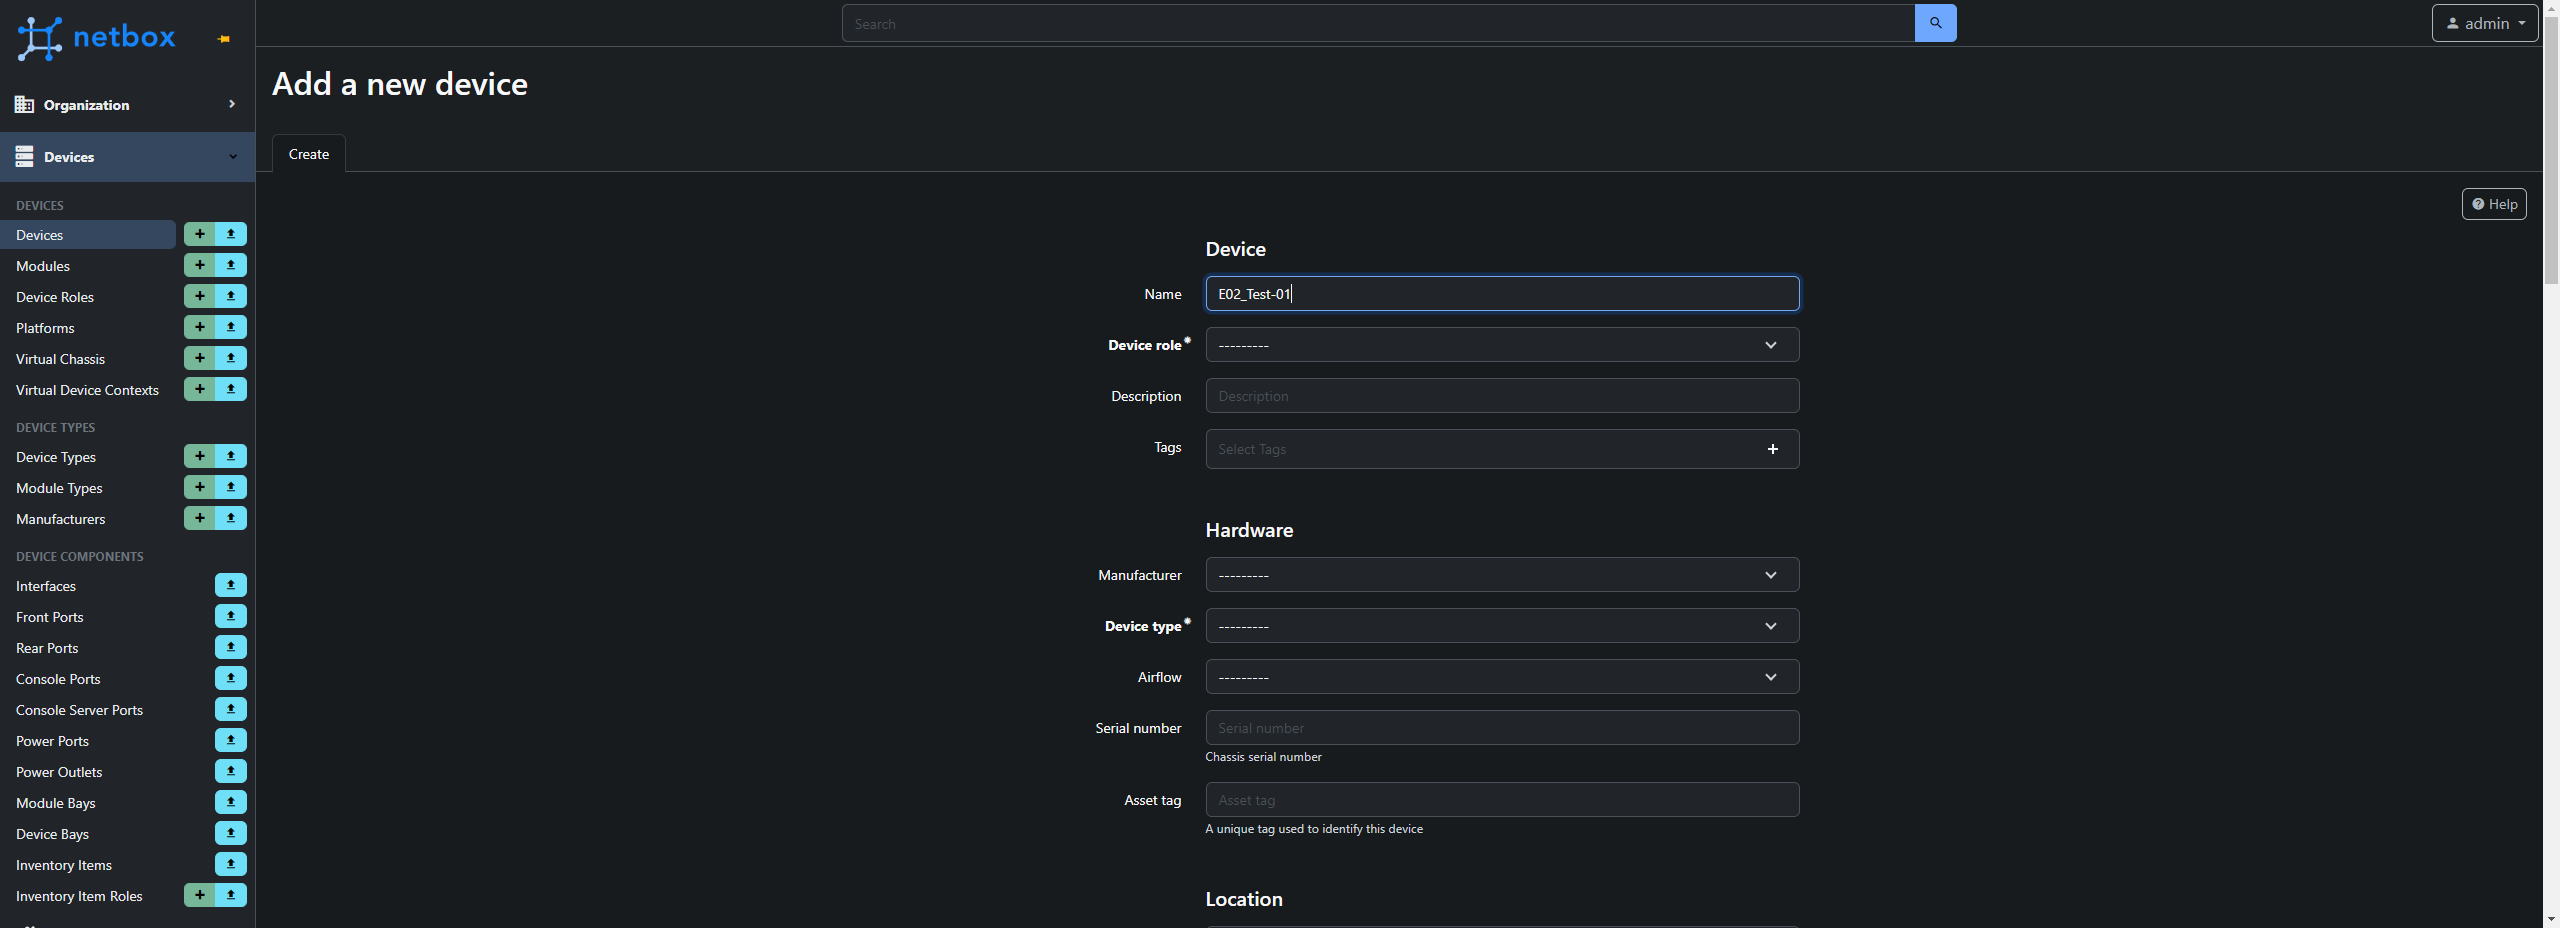 netbox
Search
admin
Add a new device
Organization
Devices
Create
Help
DEVICES
Devices
Modules
Device Roles
Platforms
Virtual Chassis
Virtual Device Contexts
DEVICE TYPES
Device Types
Module Types
Manufacturers
DEVICE COMPONENTS
Interfaces
Front Ports
Rear Ports
Console Ports
Console Server Ports
Power Ports
Power Outlets
Module Bays
Device Bays
Inventory Items
Inventory Item Roles
Device
Name E02_Test-01
Device role* ---------
Description Description
Tags Select Tags
Hardware
Manufacturer ---------
Device type* ---------
Airflow ---------
Serial number Serial number
Chassis serial number
Asset tag Asset tag
A unique tag used to identify this device
Location